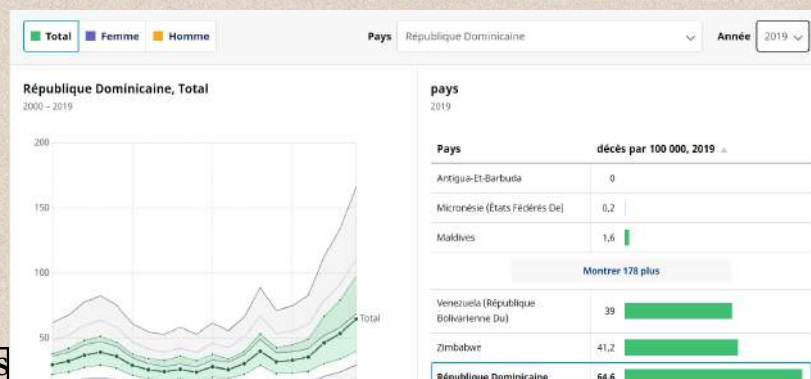 Total Femme Homme Pays République Dominicaine Année 2019
République Dominicaine, Total
2000 – 2019
200
150
100
50
Total
pays
2019
Pays décès par 100 000, 2019
Antigua-Et-Barbuda 0
Micronésie (États Fédérés De) 0,2
Maldives 1,6
Montrer 178 plus
Venezuela (République
Bolivarienne Du) 39
Zimbabwe 41,2
République Dominicaine 64,6
s